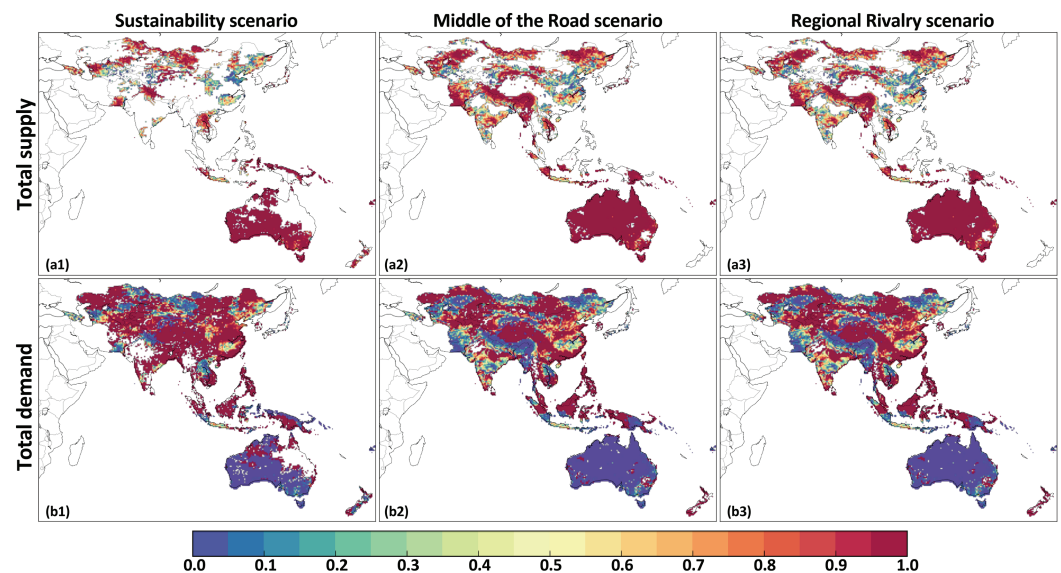 Sustainability scenario
Middle of the Road scenario
Regional Rivalry scenario
Total supply
(a1)
(a2)
(a3)
Total demand
(b1)
(b2)
(b3)
0.0 0.1 0.2 0.3 0.4 0.5 0.6 0.7 0.8 0.9 1.0